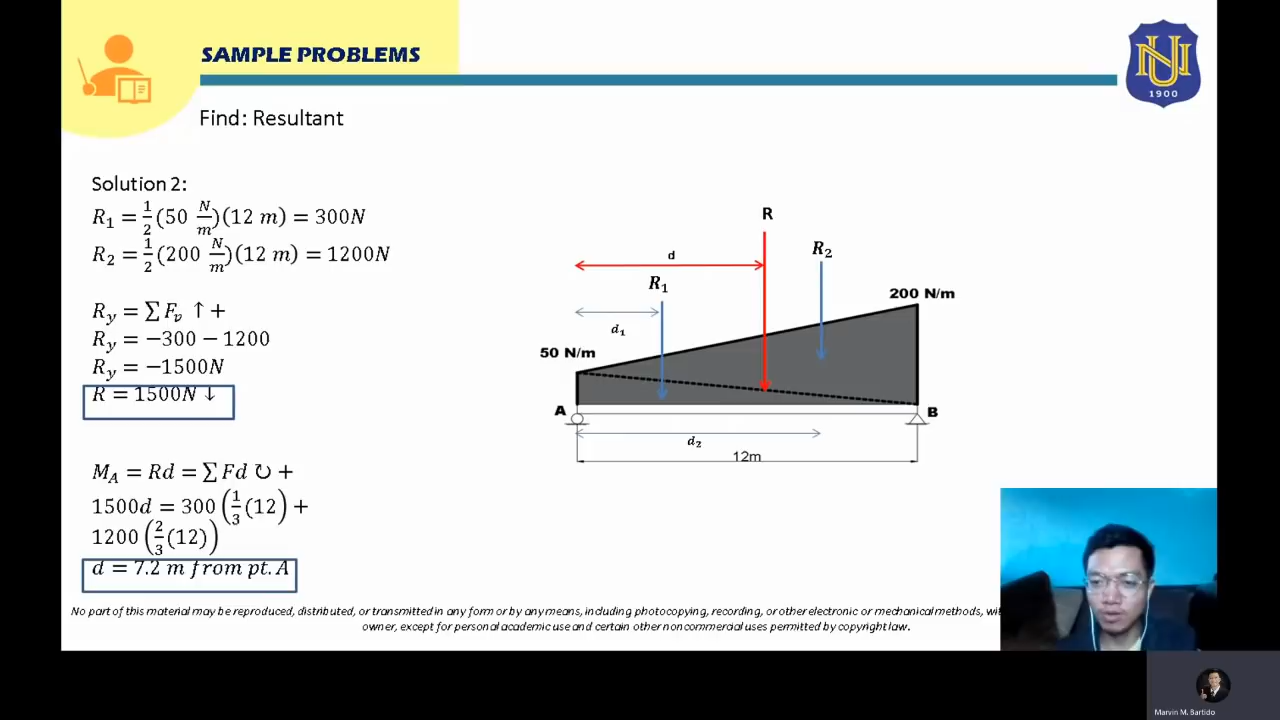 SAMPLE PROBLEMS
NU
1900
Find: Resultant
Solution 2:
R₁ = 1/2 (50 N/m)(12 m) = 300N
R₂ = 1/2 (200 N/m)(12 m) = 1200N
R_y = ∑ F_v ↑ +
R_y = −300 − 1200
R_y = −1500N
R = 1500N ↓
M_A = Rd = ∑ Fd ↻ +
1500d = 300 (1/3 (12)) +
1200 (2/3 (12))
d = 7.2 m from pt. A
R
d
R₂
R₁
d₁
200 N/m
50 N/m
A
B
d₂
12m
No part of this material may be reproduced, distributed, or transmitted in any form or by any means, including photocopying, recording, or other electronic or mechanical methods,
owner, except for personal academic use and certain other noncommercial uses permitted by copyright law.
Marvin M. Bartido